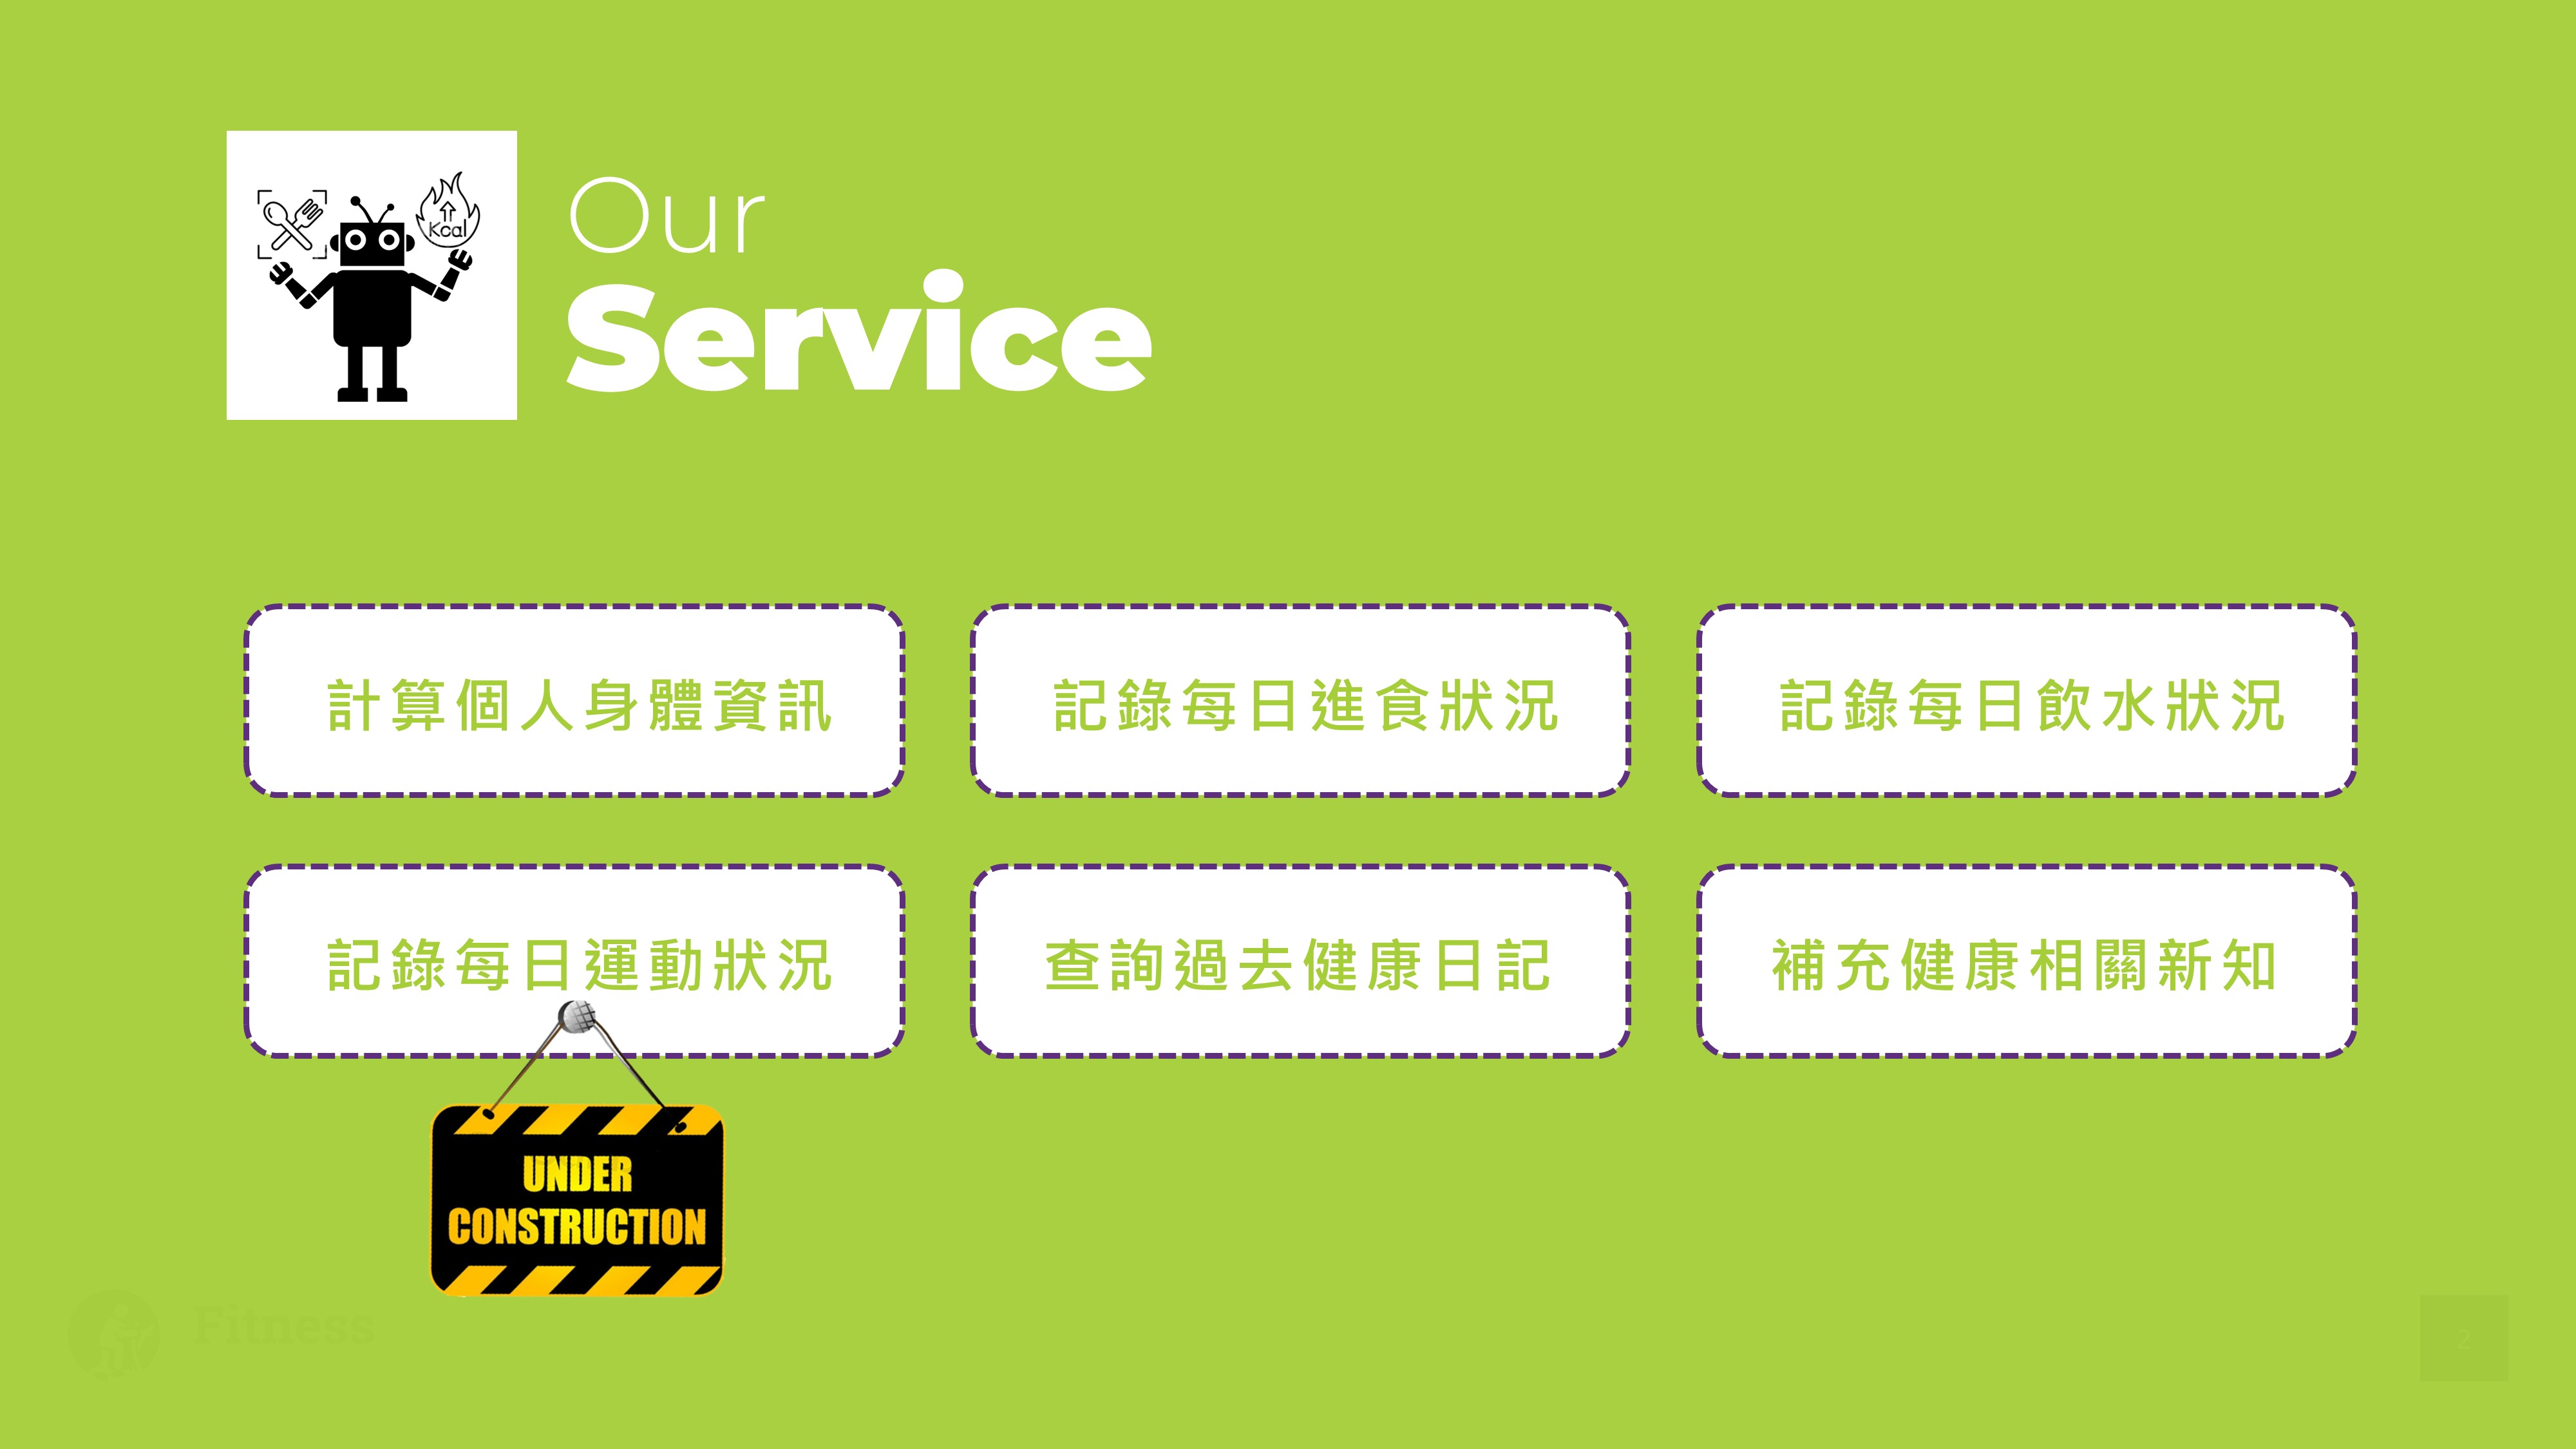 Kcal
Our
Service
計算個人身體資訊
記錄每日進食狀況
記錄每日飲水狀況
記錄每日運動狀況
查詢過去健康日記
補充健康相關新知
UNDER
CONSTRUCTION
Fitness
2